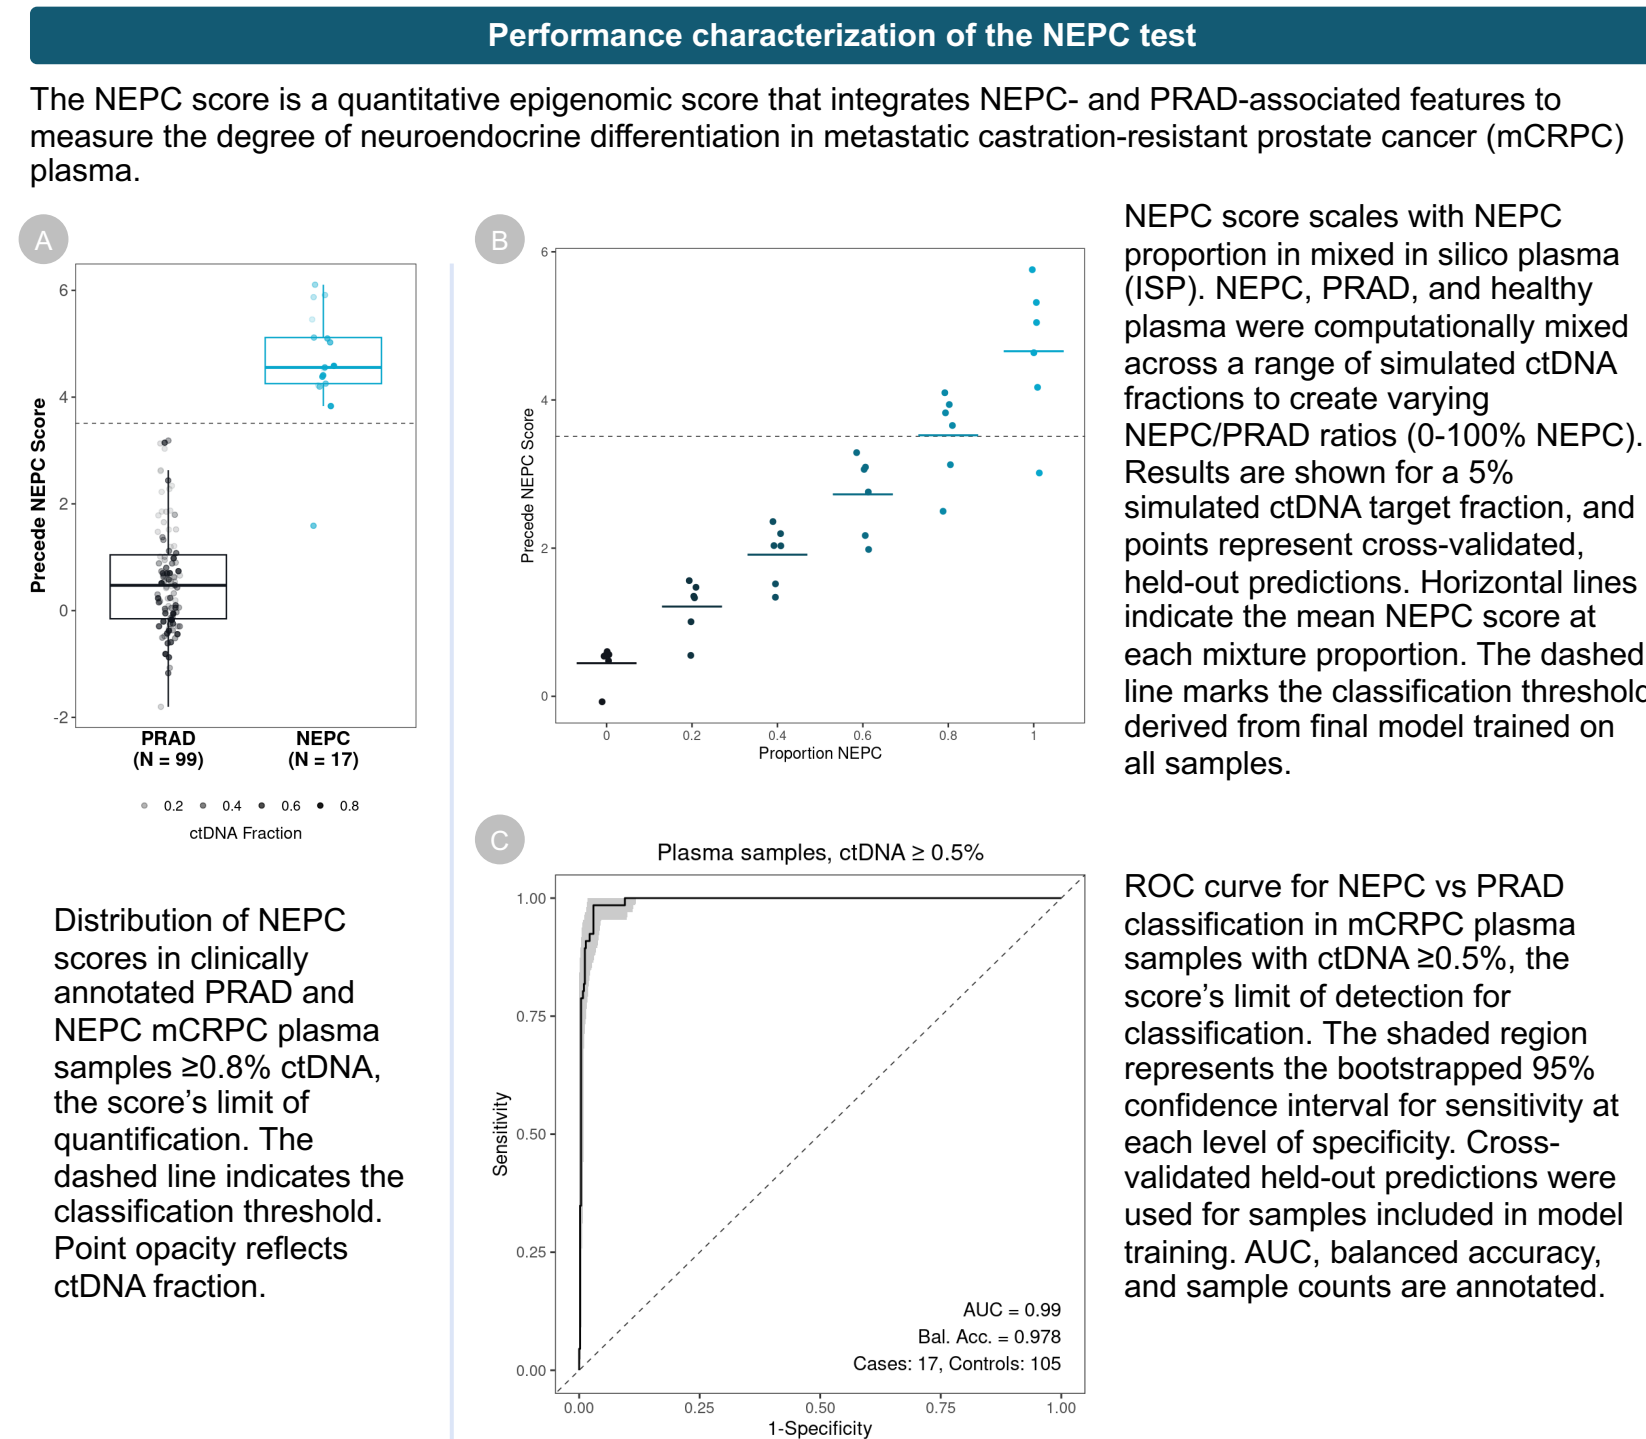 Performance characterization of the NEPC test
The NEPC score is a quantitative epigenomic score that integrates NEPC- and PRAD-associated features to
measure the degree of neuroendocrine differentiation in metastatic castration-resistant prostate cancer (mCRPC)
plasma.
A
Precede NEPC Score
6
4
2
0
-2
PRAD
(N = 99)
NEPC
(N = 17)
0.2 0.4 0.6 0.8
ctDNA Fraction
Distribution of NEPC
scores in clinically
annotated PRAD and
NEPC mCRPC plasma
samples ≥0.8% ctDNA,
the score’s limit of
quantification. The
dashed line indicates the
classification threshold.
Point opacity reflects
ctDNA fraction.
B
Precede NEPC Score
6
4
2
0
0 0.2 0.4 0.6 0.8 1
Proportion NEPC
NEPC score scales with NEPC
proportion in mixed in silico plasma
(ISP). NEPC, PRAD, and healthy
plasma were computationally mixed
across a range of simulated ctDNA
fractions to create varying
NEPC/PRAD ratios (0-100% NEPC).
Results are shown for a 5%
simulated ctDNA target fraction, and
points represent cross-validated,
held-out predictions. Horizontal lines
indicate the mean NEPC score at
each mixture proportion. The dashed
line marks the classification threshold
derived from final model trained on
all samples.
C
Plasma samples, ctDNA ≥ 0.5%
Sensitivity
1.00
0.75
0.50
0.25
0.00
AUC = 0.99
Bal. Acc. = 0.978
Cases: 17, Controls: 105
0.00 0.25 0.50 0.75 1.00
1-Specificity
ROC curve for NEPC vs PRAD
classification in mCRPC plasma
samples with ctDNA ≥0.5%, the
score’s limit of detection for
classification. The shaded region
represents the bootstrapped 95%
confidence interval for sensitivity at
each level of specificity. Cross-
validated held-out predictions were
used for samples included in model
training. AUC, balanced accuracy,
and sample counts are annotated.